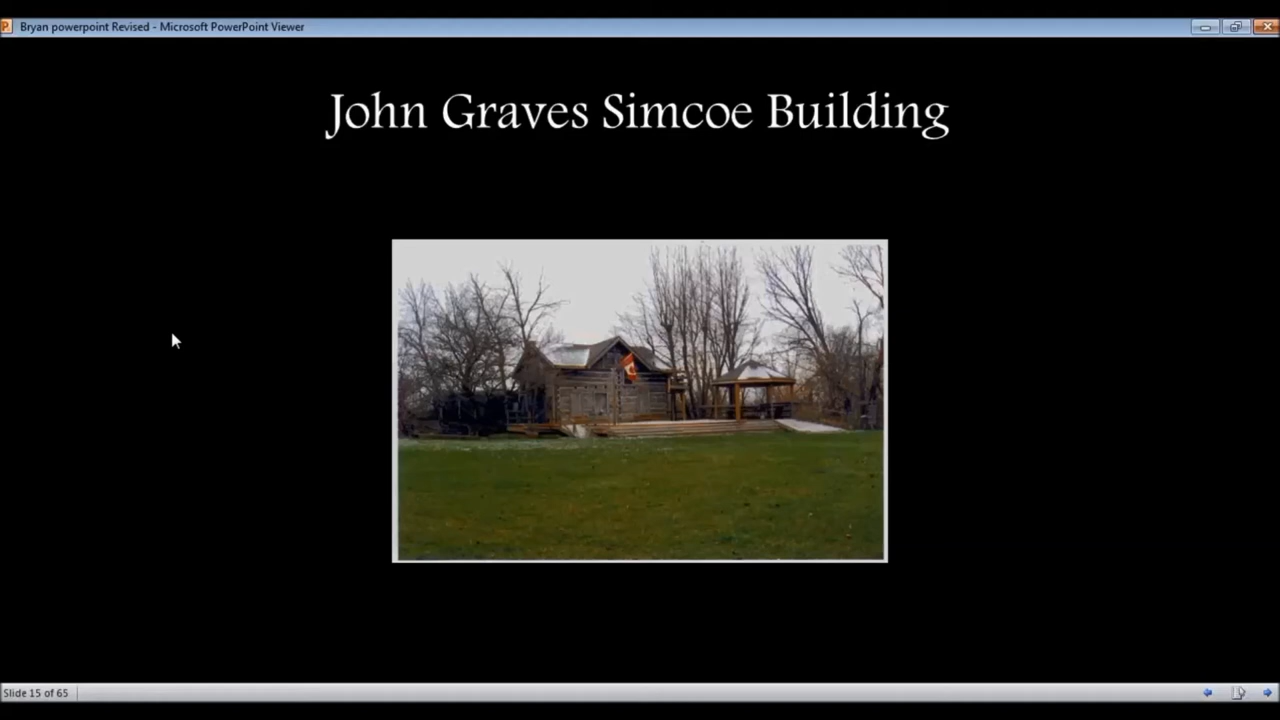 Bryan powerpoint Revised - Microsoft PowerPoint Viewer
John Graves Simcoe Building
Slide 15 of 65